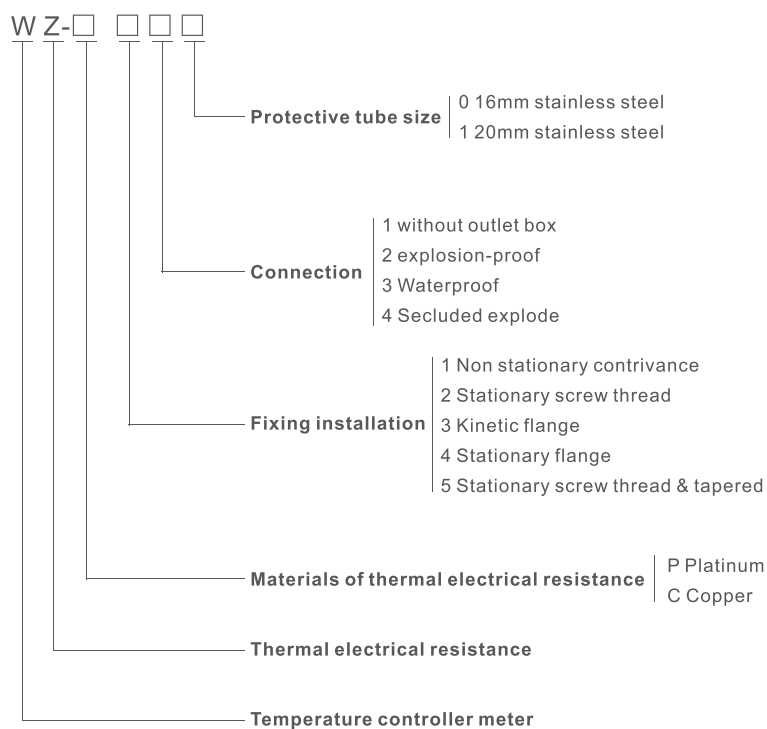 W Z-□ □ □ □
Protective tube size
0 16mm stainless steel
1 20mm stainless steel
Connection
1 without outlet box
2 explosion-proof
3 Waterproof
4 Secluded explode
Fixing installation
1 Non stationary contrivance
2 Stationary screw thread
3 Kinetic flange
4 Stationary flange
5 Stationary screw thread & tapered
Materials of thermal electrical resistance
P Platinum
C Copper
Thermal electrical resistance
Temperature controller meter